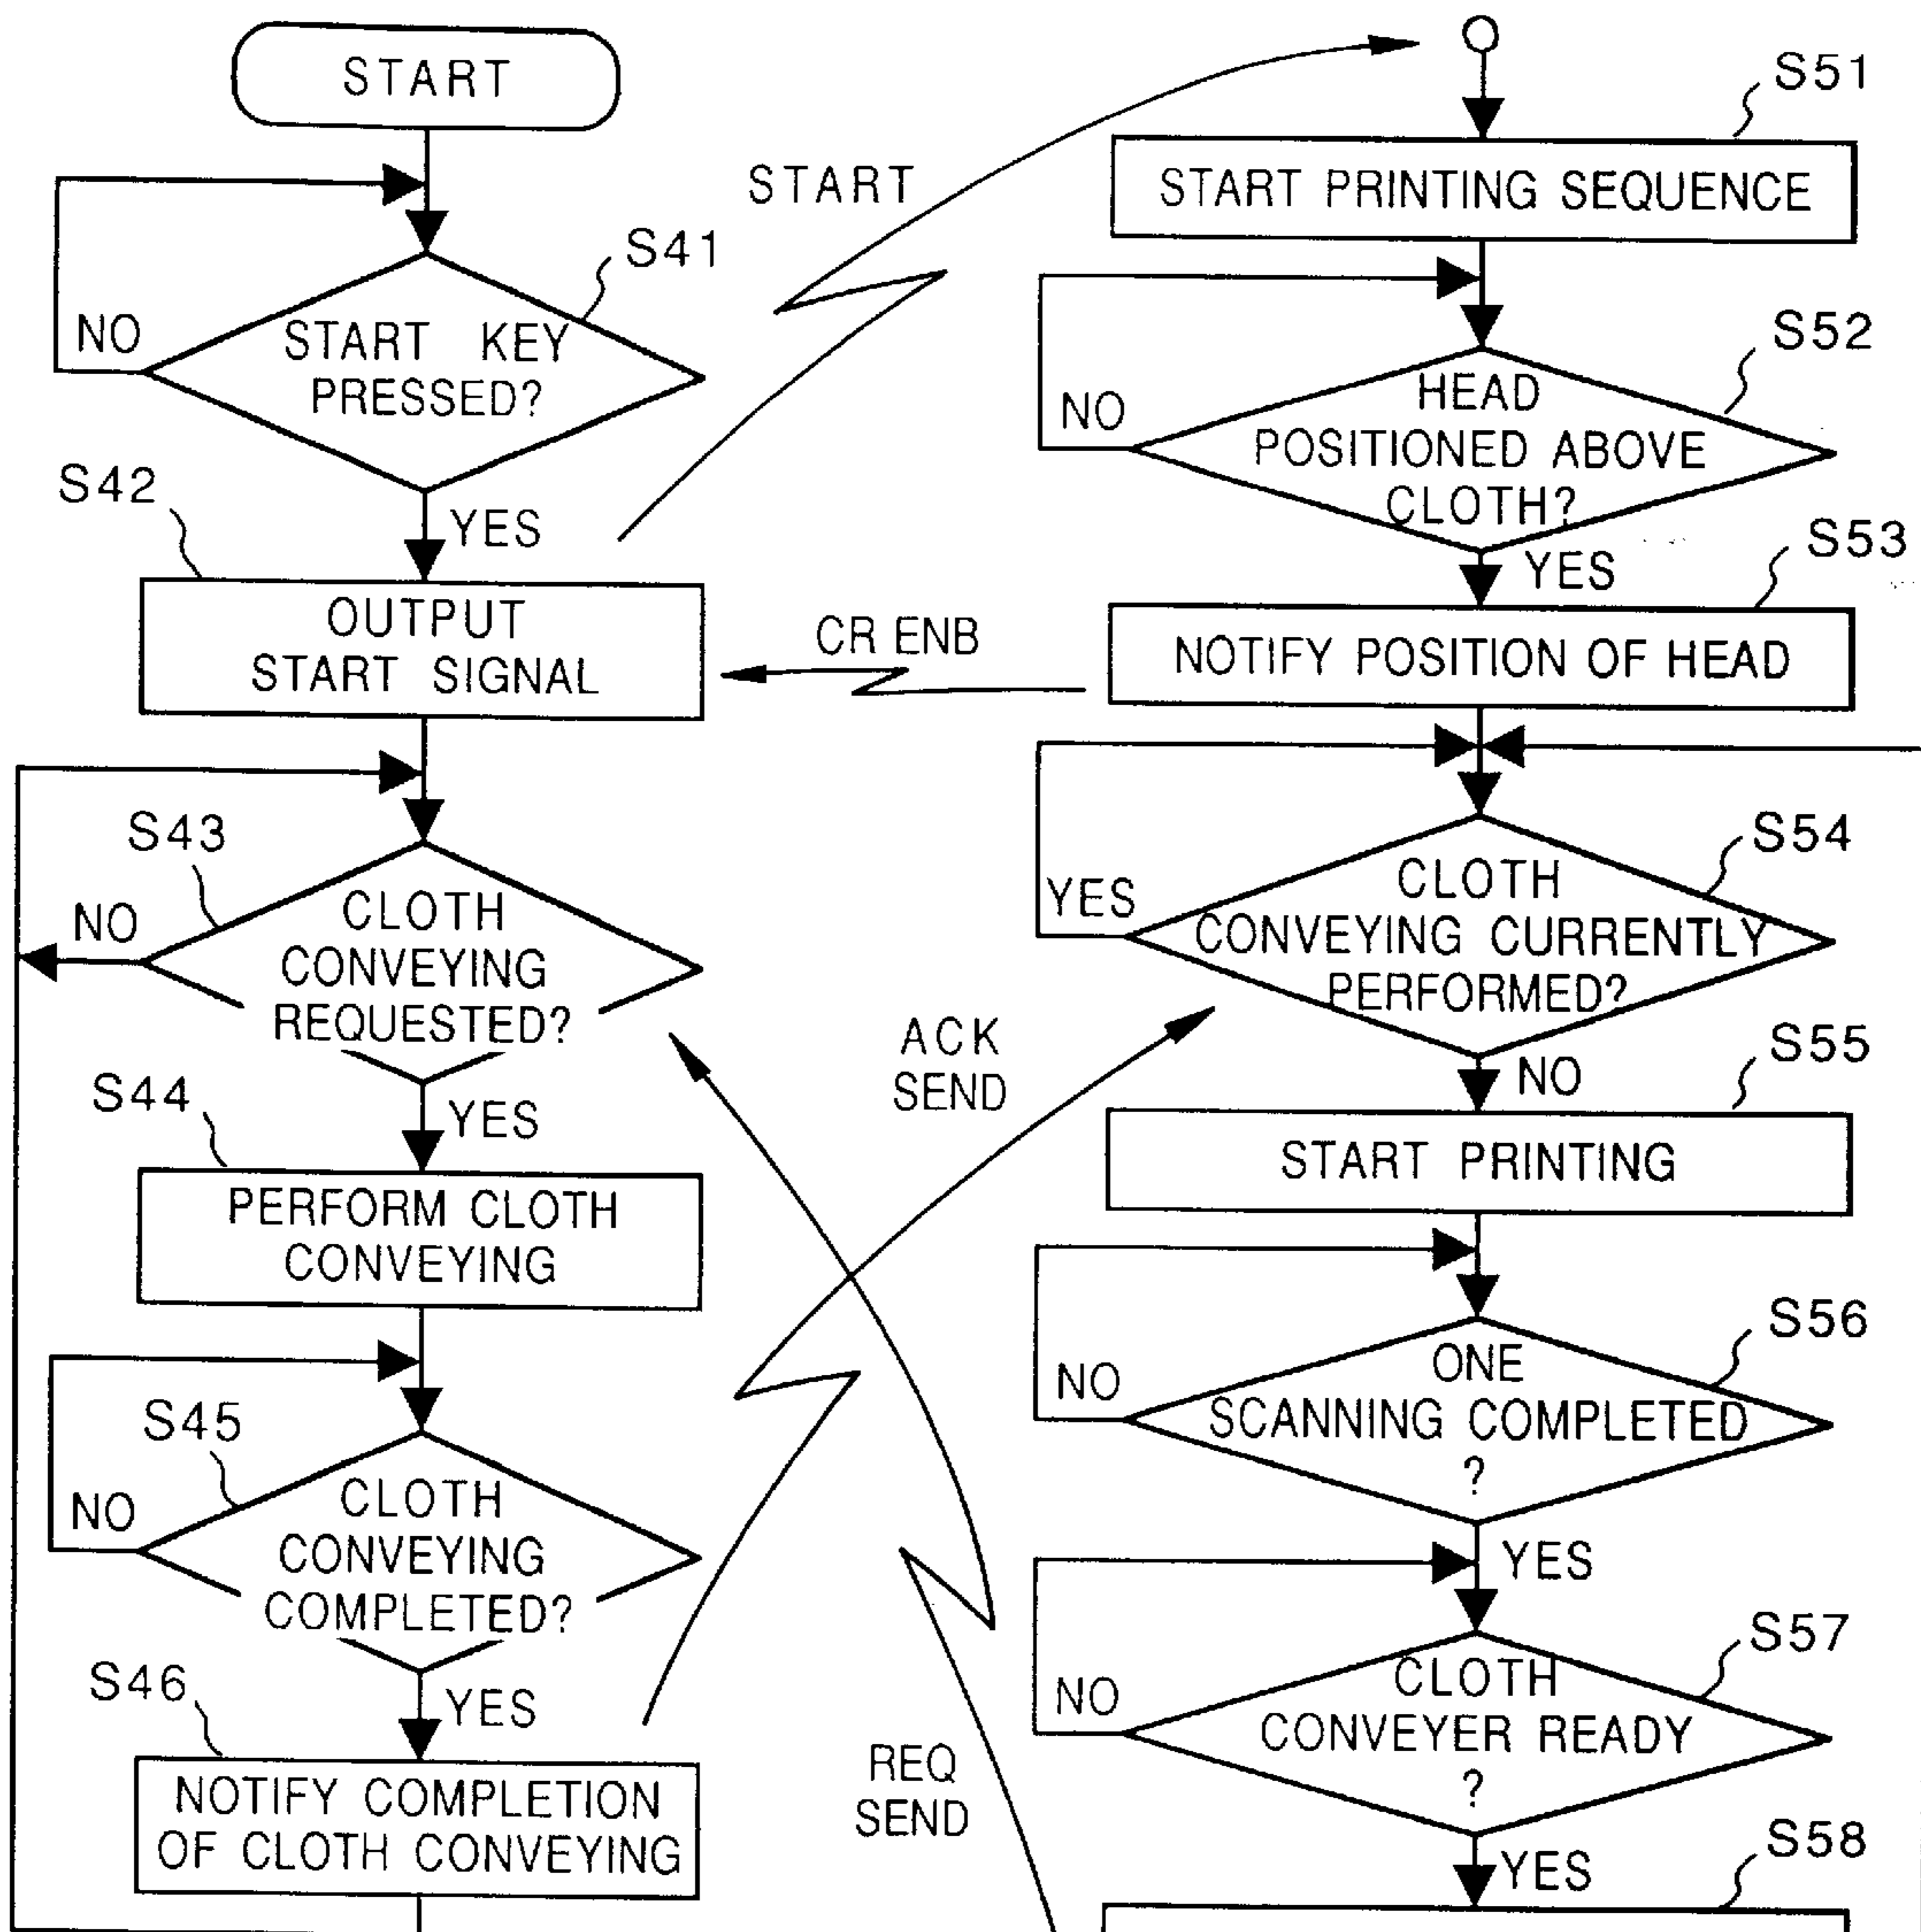 START
S41
START KEY
PRESSED?
NO
YES
S42
OUTPUT
START SIGNAL
S43
CLOTH
CONVEYING
REQUESTED?
NO
YES
S44
PERFORM CLOTH
CONVEYING
S45
CLOTH
CONVEYING
COMPLETED?
NO
YES
S46
NOTIFY COMPLETION
OF CLOTH CONVEYING
START
CR ENB
ACK
SEND
REQ
SEND
S51
START PRINTING SEQUENCE
S52
HEAD
POSITIONED ABOVE
CLOTH?
NO
YES
S53
NOTIFY POSITION OF HEAD
S54
CLOTH
CONVEYING CURRENTLY
PERFORMED?
YES
NO
S55
START PRINTING
S56
ONE
SCANNING COMPLETED
?
NO
YES
S57
CLOTH
CONVEYER READY
?
NO
YES
S58